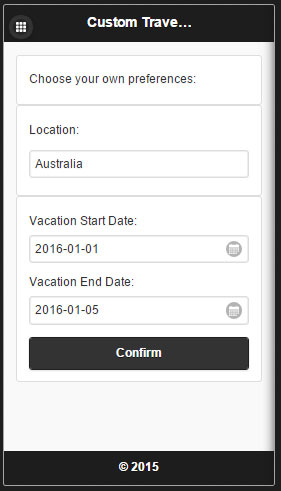 Custom Trave...
Choose your own preferences:
Location:
Australia
Vacation Start Date:
2016-01-01
Vacation End Date:
2016-01-05
Confirm
© 2015